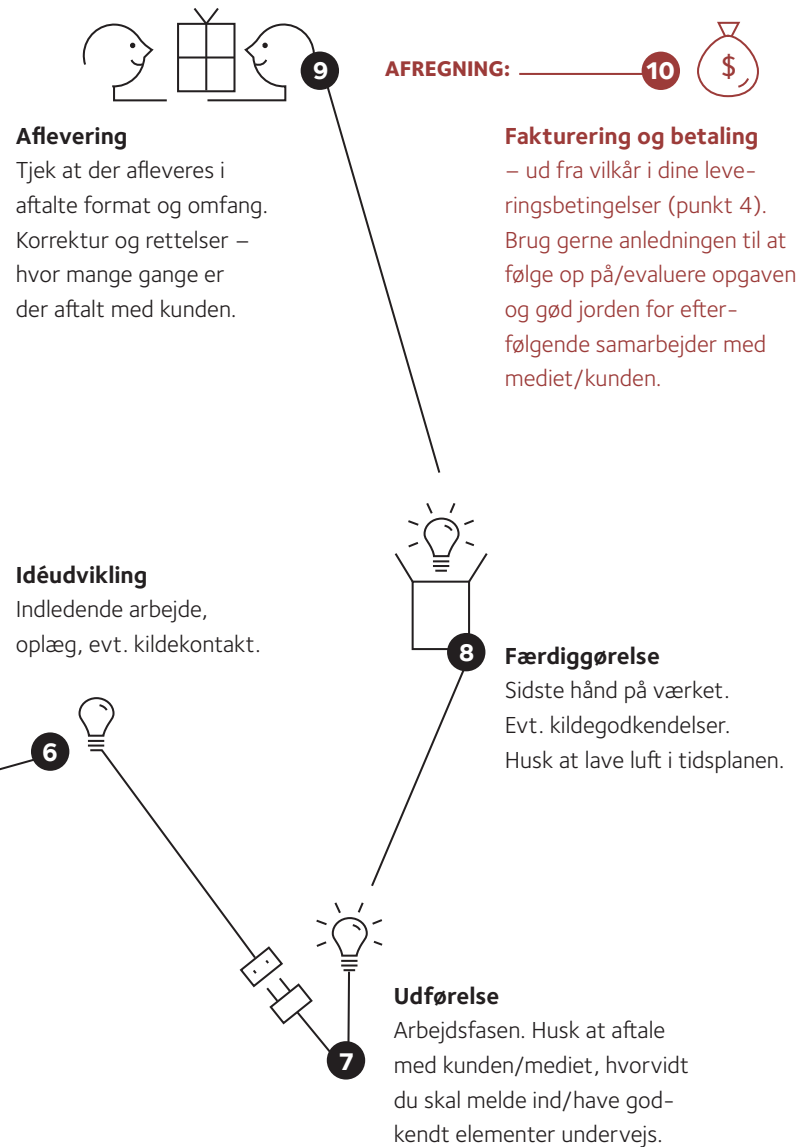 9
Aflevering
Tjek at der afleveres i
aftalte format og omfang.
Korrektur og rettelser –
hvor mange gange er
der aftalt med kunden.
AFREGNING:
10
$
Fakturering og betaling
– ud fra vilkår i dine leve-
ringsbetingelser (punkt 4).
Brug gerne anledningen til at
følge op på/evaluere opgaven
og gød jorden for efter-
følgende samarbejder med
mediet/kunden.
Idéudvikling
Indledende arbejde,
oplæg, evt. kildekontakt.
6
8
Færdiggørelse
Sidste hånd på værket.
Evt. kildegodkendelser.
Husk at lave luft i tidsplanen.
7
Udførelse
Arbejdsfasen. Husk at aftale
med kunden/mediet, hvorvidt
du skal melde ind/have god-
kendt elementer undervejs.